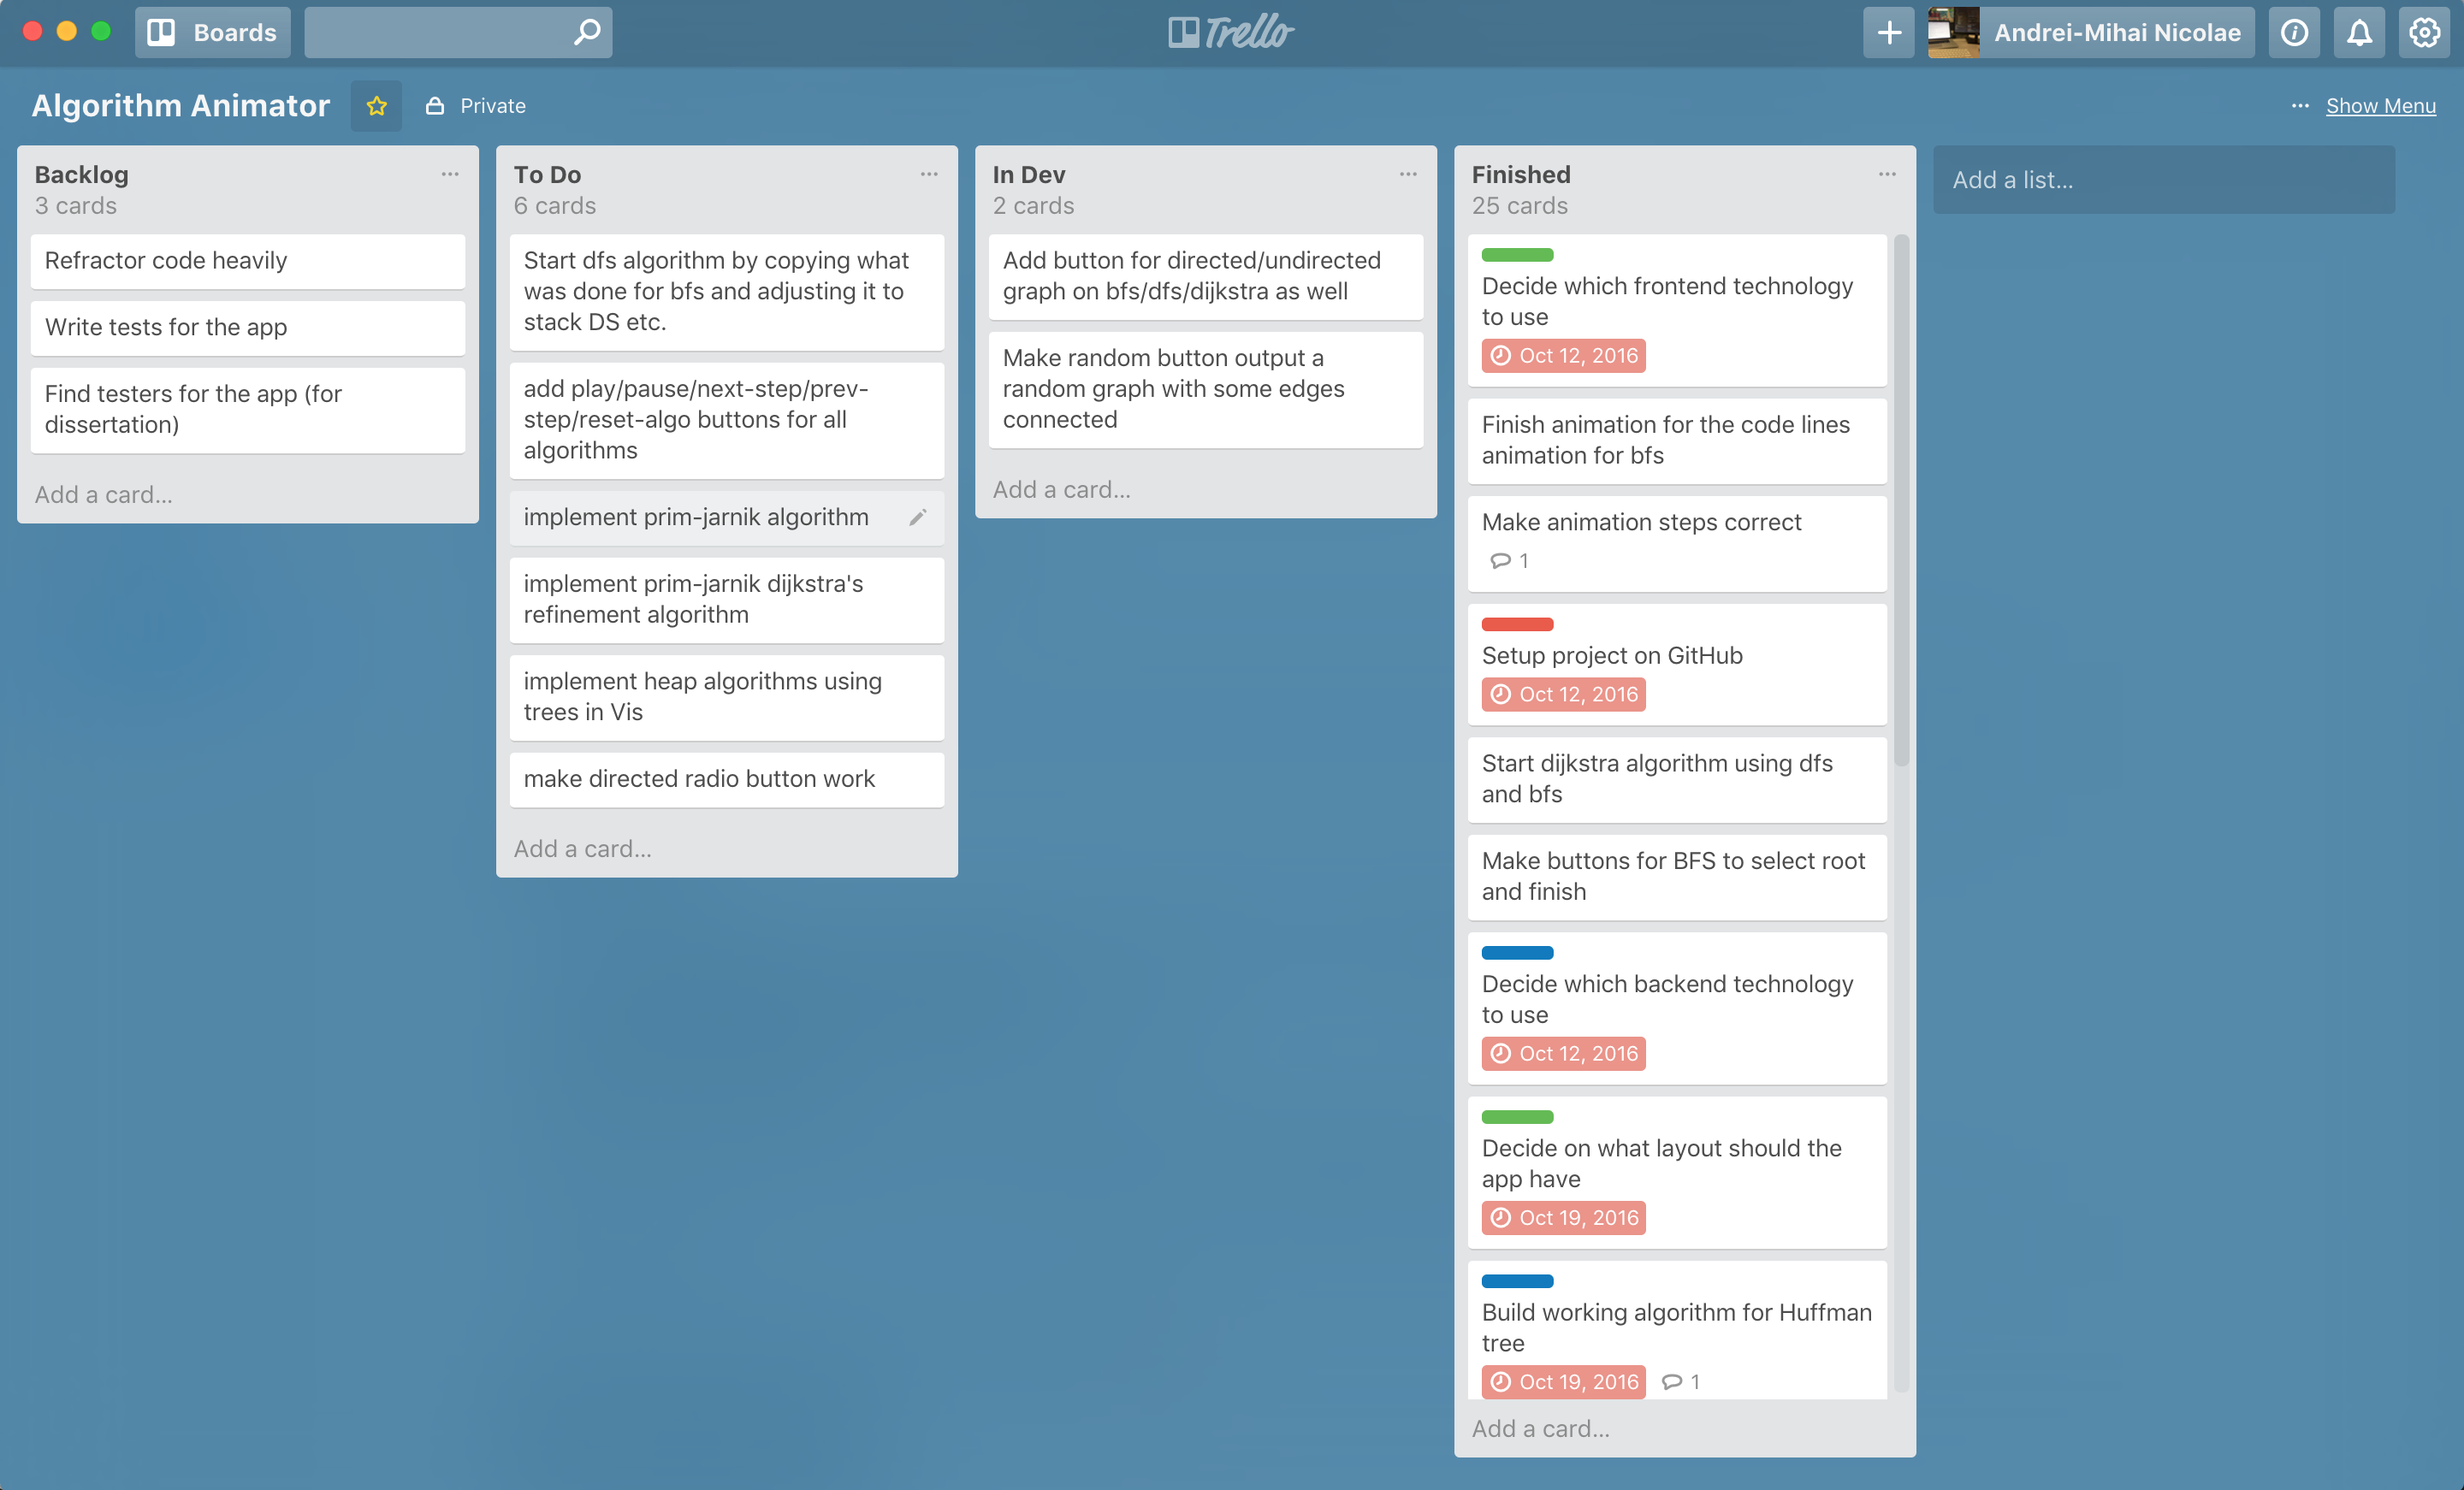 Boards
Trello
Andrei-Mihai Nicolae
Algorithm Animator
Private
··· Show Menu
Backlog
3 cards
Refractor code heavily
Write tests for the app
Find testers for the app (for
dissertation)
Add a card...
To Do
6 cards
Start dfs algorithm by copying what
was done for bfs and adjusting it to
stack DS etc.
add play/pause/next-step/prev-
step/reset-algo buttons for all
algorithms
implement prim-jarnik algorithm
implement prim-jarnik dijkstra's
refinement algorithm
implement heap algorithms using
trees in Vis
make directed radio button work
Add a card...
In Dev
2 cards
Add button for directed/undirected
graph on bfs/dfs/dijkstra as well
Make random button output a
random graph with some edges
connected
Add a card...
Finished
25 cards
Decide which frontend technology
to use
Oct 12, 2016
Finish animation for the code lines
animation for bfs
Make animation steps correct
1
Setup project on GitHub
Oct 12, 2016
Start dijkstra algorithm using dfs
and bfs
Make buttons for BFS to select root
and finish
Decide which backend technology
to use
Oct 12, 2016
Decide on what layout should the
app have
Oct 19, 2016
Build working algorithm for Huffman
tree
Oct 19, 2016 1
Add a card...
Add a list...